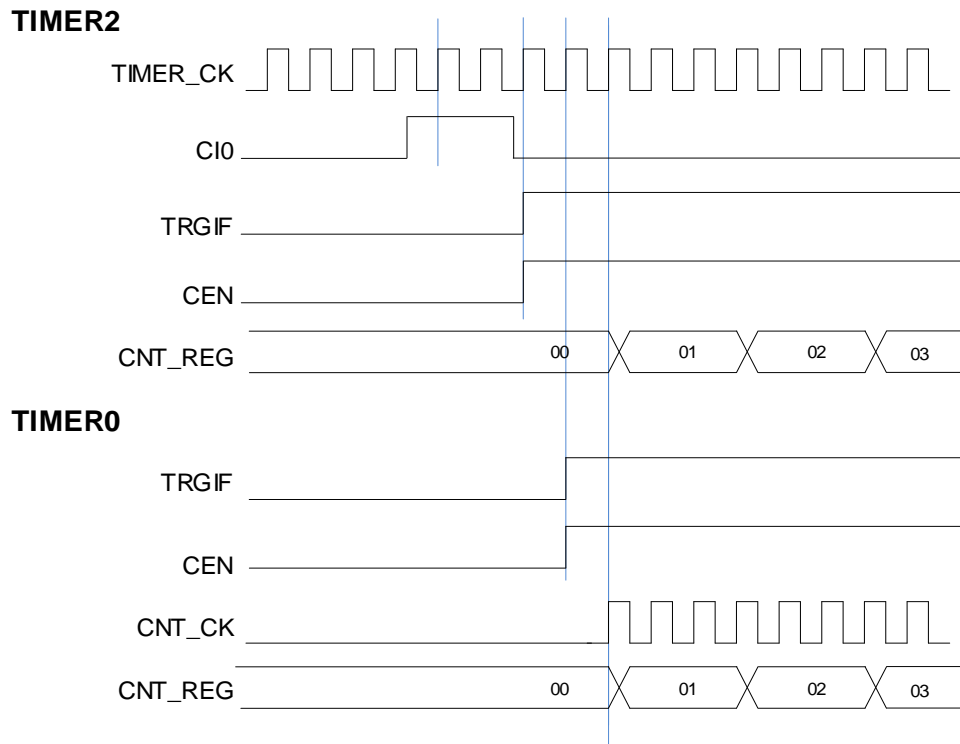 TIMER2
TIMER_CK
CI0
TRGIF
CEN
CNT_REG 00 01 02 03
TIMER0
TRGIF
CEN
CNT_CK
CNT_REG 00 01 02 03